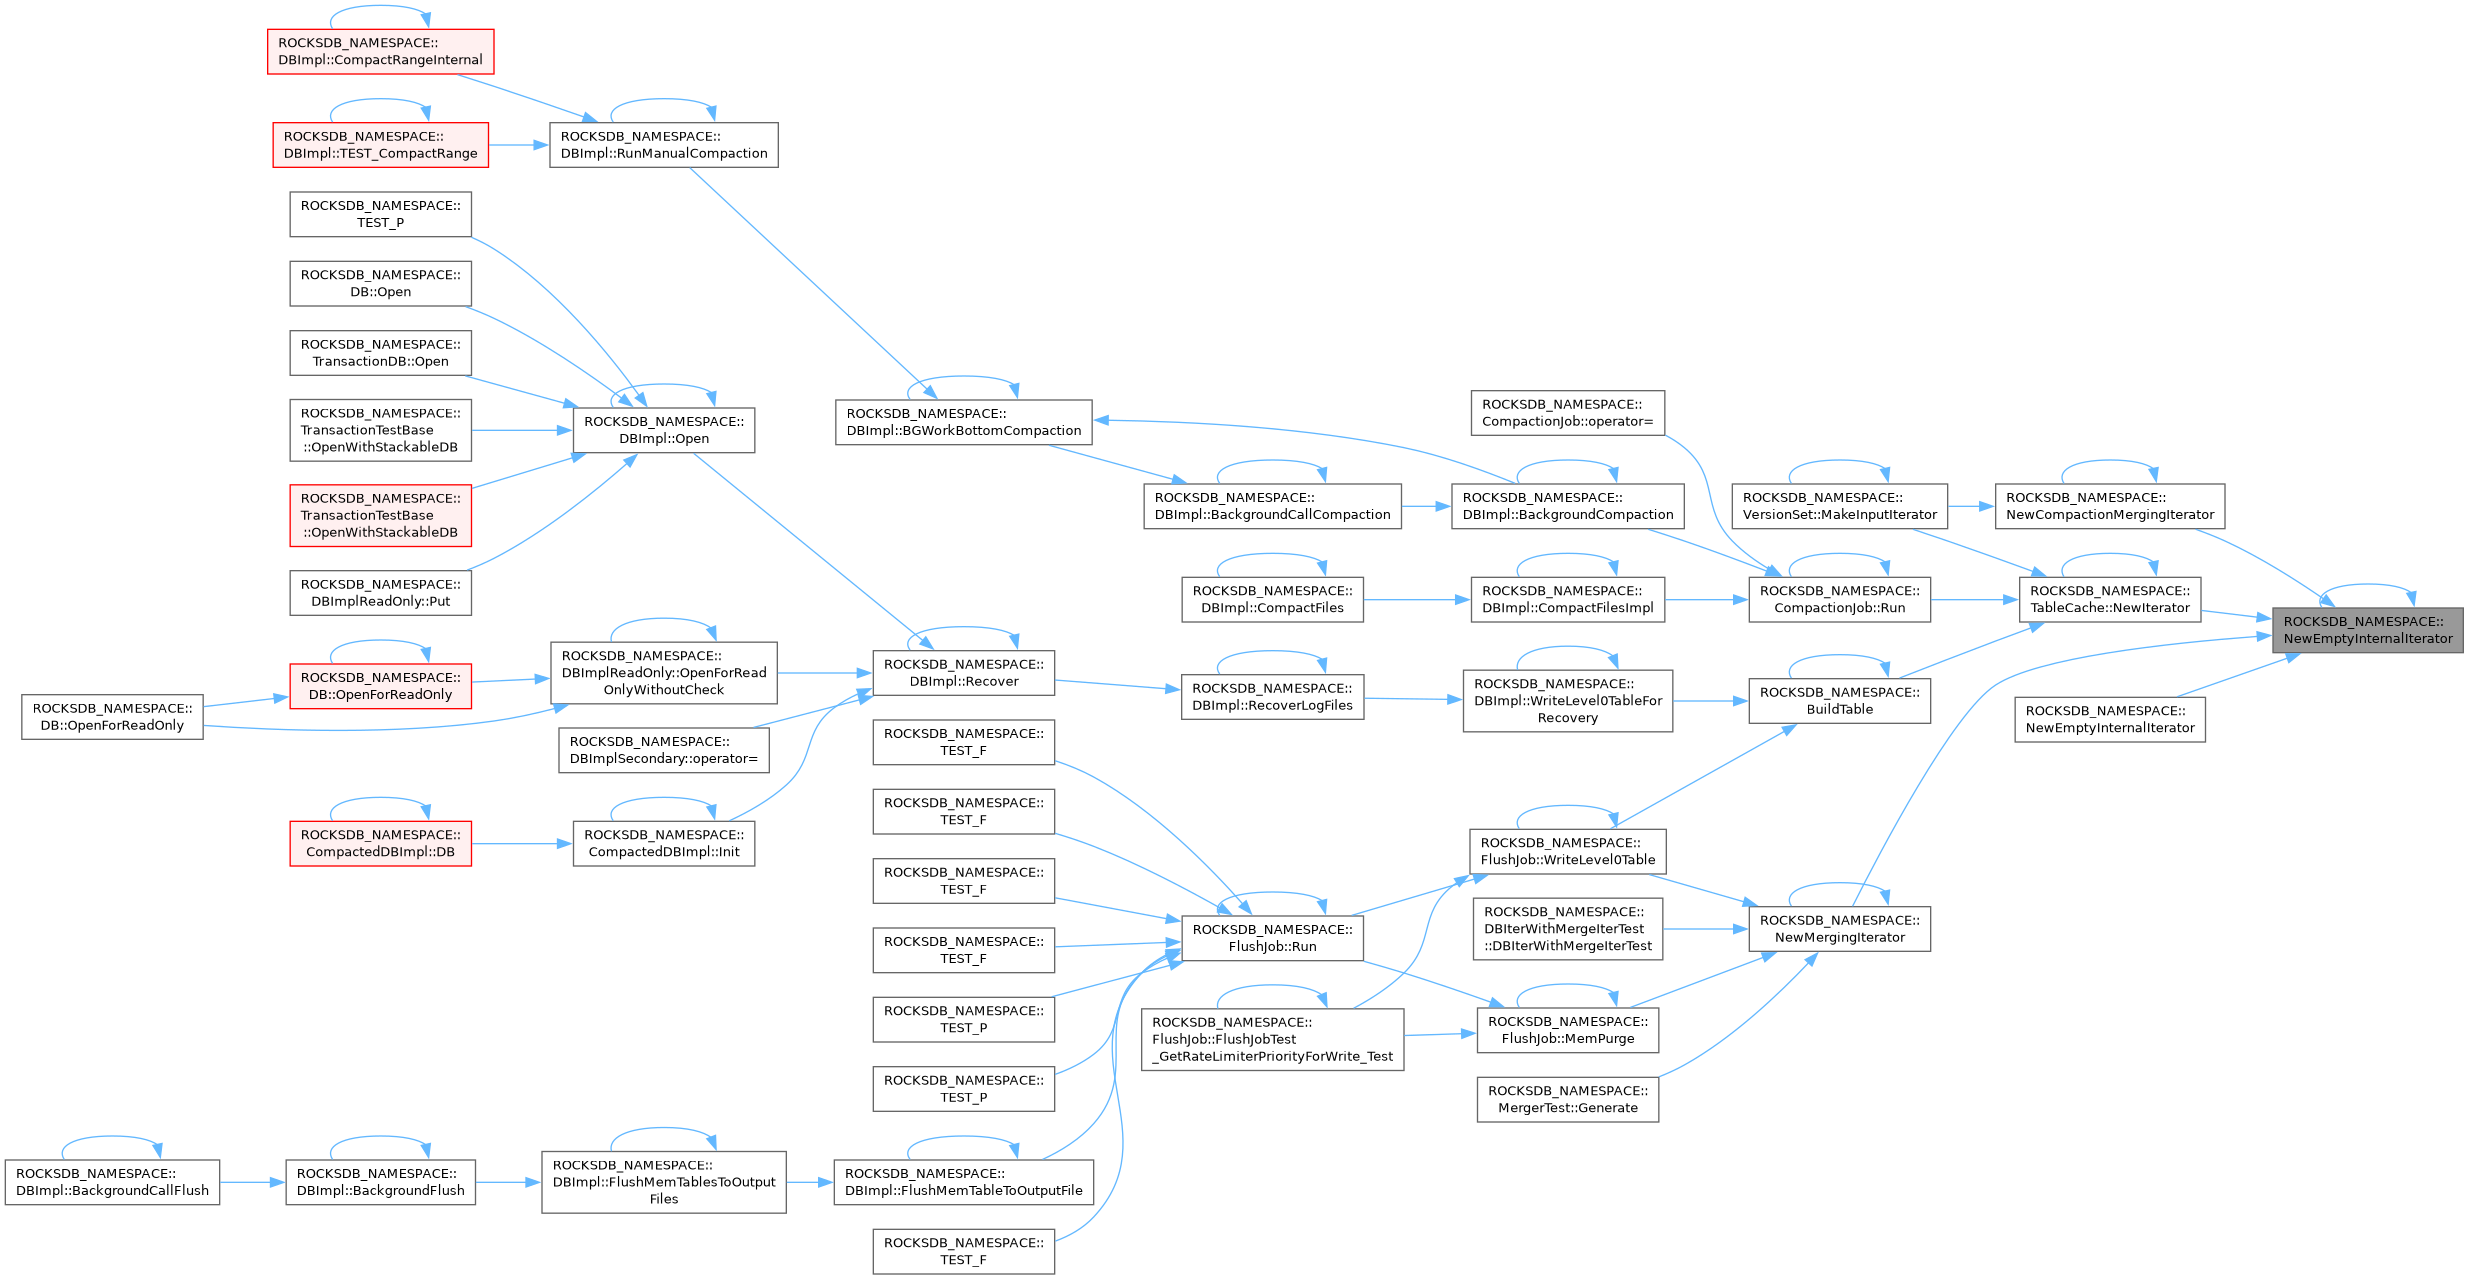 ROCKSDB_NAMESPACE::
DBImpl::CompactRangeInternal
ROCKSDB_NAMESPACE::
DBImpl::TEST_CompactRange
ROCKSDB_NAMESPACE::
DBImpl::RunManualCompaction
ROCKSDB_NAMESPACE::
TEST_P
ROCKSDB_NAMESPACE::
DB::Open
ROCKSDB_NAMESPACE::
TransactionDB::Open
ROCKSDB_NAMESPACE::
TransactionTestBase
::OpenWithStackableDB
ROCKSDB_NAMESPACE::
DBImpl::Open
ROCKSDB_NAMESPACE::
TransactionTestBase
::OpenWithStackableDB
ROCKSDB_NAMESPACE::
DBImplReadOnly::Put
ROCKSDB_NAMESPACE::
DBImpl::BGWorkBottomCompaction
ROCKSDB_NAMESPACE::
CompactionJob::operator=
ROCKSDB_NAMESPACE::
DBImpl::BackgroundCallCompaction
ROCKSDB_NAMESPACE::
DBImpl::BackgroundCompaction
ROCKSDB_NAMESPACE::
VersionSet::MakeInputIterator
ROCKSDB_NAMESPACE::
NewCompactionMergingIterator
ROCKSDB_NAMESPACE::
DBImpl::CompactFiles
ROCKSDB_NAMESPACE::
DBImpl::CompactFilesImpl
ROCKSDB_NAMESPACE::
CompactionJob::Run
ROCKSDB_NAMESPACE::
TableCache::NewIterator
ROCKSDB_NAMESPACE::
NewEmptyInternalIterator
ROCKSDB_NAMESPACE::
DB::OpenForReadOnly
ROCKSDB_NAMESPACE::
DB::OpenForReadOnly
ROCKSDB_NAMESPACE::
DBImplReadOnly::OpenForRead
OnlyWithoutCheck
ROCKSDB_NAMESPACE::
DBImpl::Recover
ROCKSDB_NAMESPACE::
DBImpl::RecoverLogFiles
ROCKSDB_NAMESPACE::
DBImpl::WriteLevel0TableFor
Recovery
ROCKSDB_NAMESPACE::
BuildTable
ROCKSDB_NAMESPACE::
NewEmptyInternalIterator
ROCKSDB_NAMESPACE::
DBImplSecondary::operator=
ROCKSDB_NAMESPACE::
TEST_F
ROCKSDB_NAMESPACE::
CompactedDBImpl::DB
ROCKSDB_NAMESPACE::
CompactedDBImpl::Init
ROCKSDB_NAMESPACE::
TEST_F
ROCKSDB_NAMESPACE::
TEST_F
ROCKSDB_NAMESPACE::
TEST_F
ROCKSDB_NAMESPACE::
TEST_P
ROCKSDB_NAMESPACE::
TEST_P
ROCKSDB_NAMESPACE::
FlushJob::Run
ROCKSDB_NAMESPACE::
FlushJob::WriteLevel0Table
ROCKSDB_NAMESPACE::
DBIterWithMergeIterTest
::DBIterWithMergeIterTest
ROCKSDB_NAMESPACE::
NewMergingIterator
ROCKSDB_NAMESPACE::
FlushJob::FlushJobTest
_GetRateLimiterPriorityForWrite_Test
ROCKSDB_NAMESPACE::
FlushJob::MemPurge
ROCKSDB_NAMESPACE::
MergerTest::Generate
ROCKSDB_NAMESPACE::
DBImpl::BackgroundCallFlush
ROCKSDB_NAMESPACE::
DBImpl::BackgroundFlush
ROCKSDB_NAMESPACE::
DBImpl::FlushMemTablesToOutput
Files
ROCKSDB_NAMESPACE::
DBImpl::FlushMemTableToOutputFile
ROCKSDB_NAMESPACE::
TEST_F